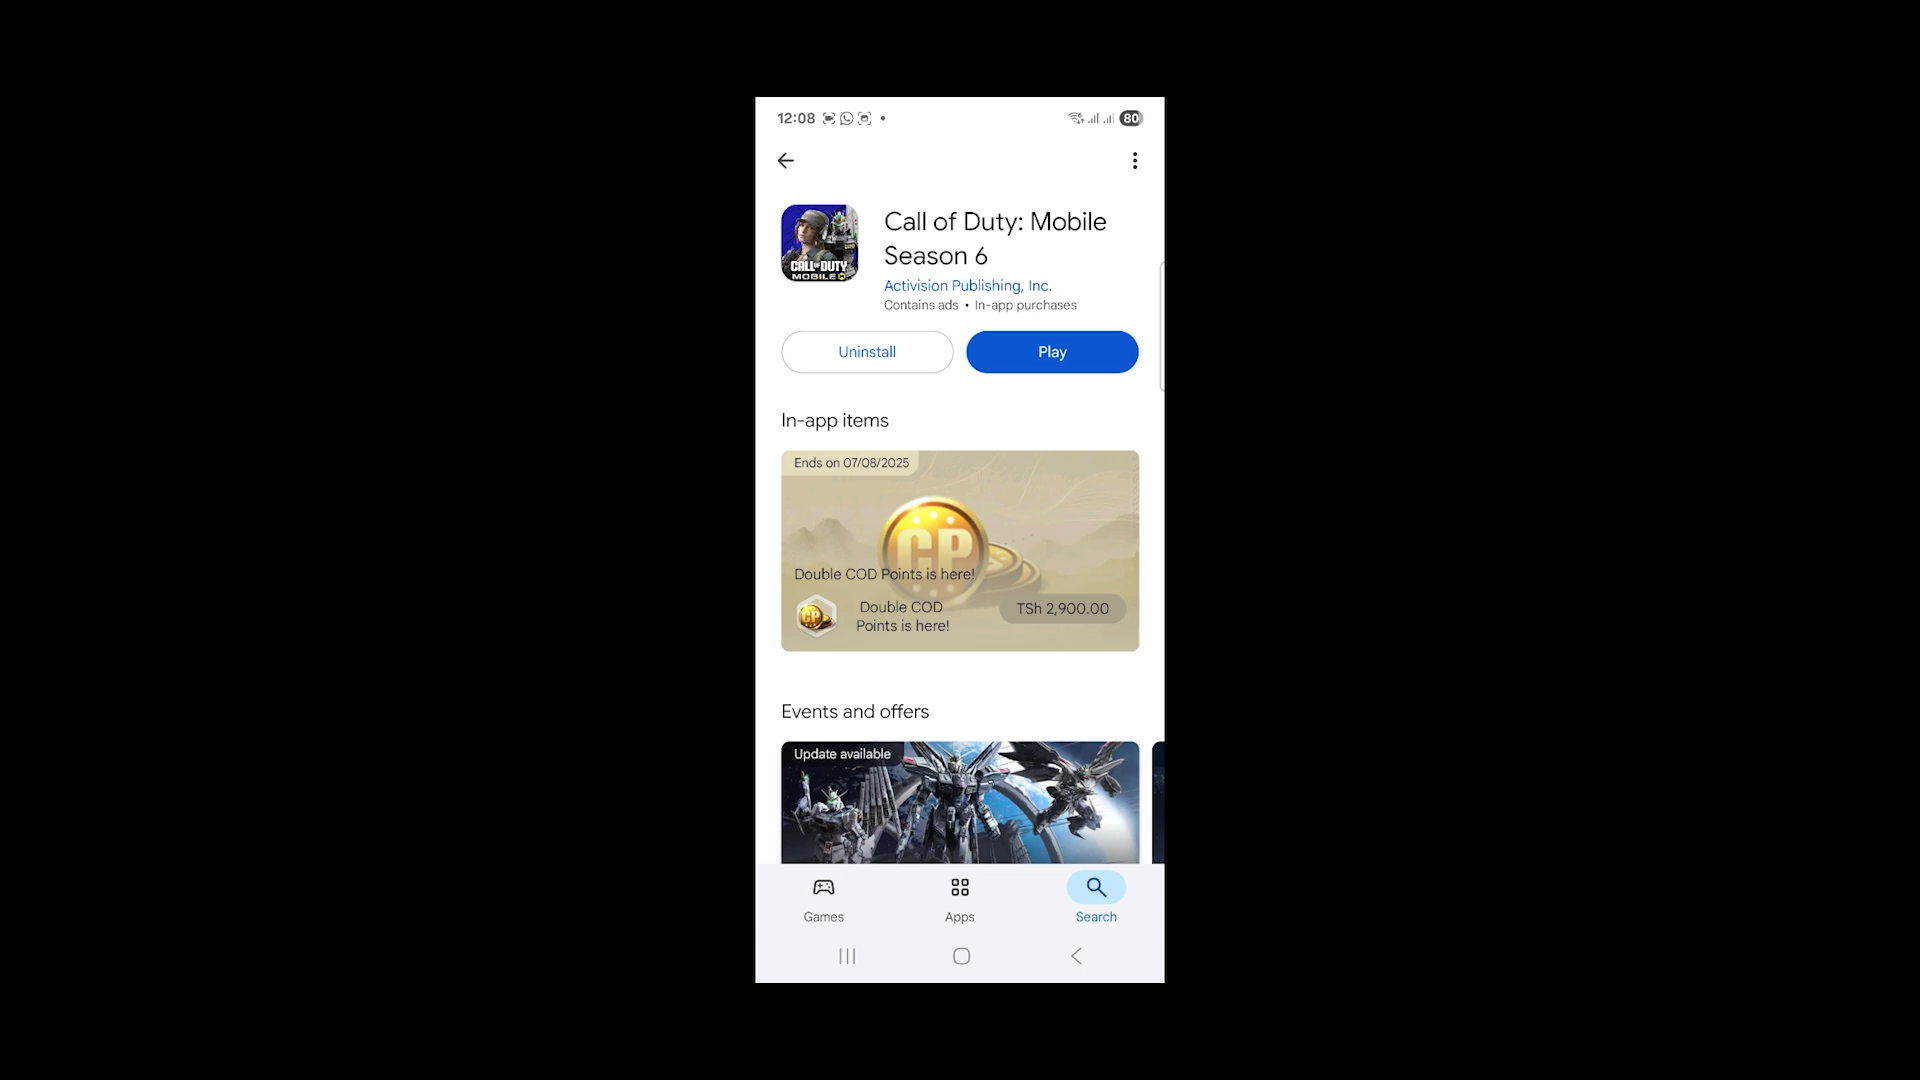 12:08
80
Call of Duty: Mobile
Season 6
CALL OF DUTY
MOBILE
Activision Publishing, Inc.
Contains ads • In-app purchases
Uninstall
Play
In-app items
Ends on 07/08/2025
CP
Double COD Points is here!
CP
Double COD
Points is here!
TSh 2,900.00
Events and offers
Update available
Games
Apps
Search